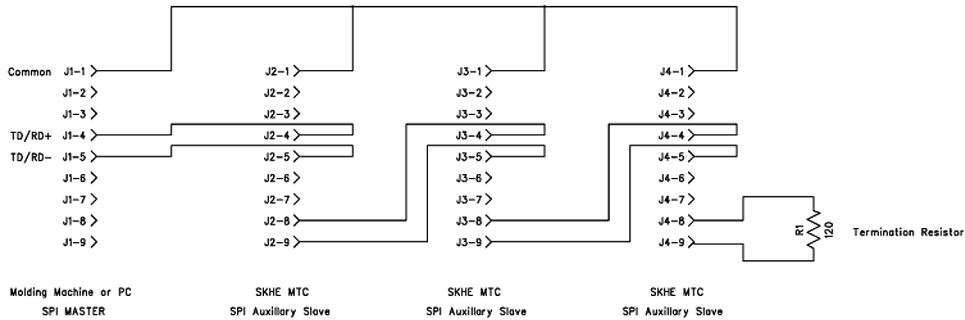 Common J1-1 J2-1 J3-1 J4-1
J1-2 J2-2 J3-2 J4-2
J1-3 J2-3 J3-3 J4-3
TD/RD+ J1-4 J2-4 J3-4 J4-4
TD/RD- J1-5 J2-5 J3-5 J4-5
J1-6 J2-6 J3-6 J4-6
J1-7 J2-7 J3-7 J4-7
J1-8 J2-8 J3-8 J4-8
J1-9 J2-9 J3-9 J4-9
R1
120
Termination Resistor
Molding Machine or PC SKHE MTC SKHE MTC SKHE MTC
SPI MASTER SPI Auxillary Slave SPI Auxillary Slave SPI Auxillary Slave